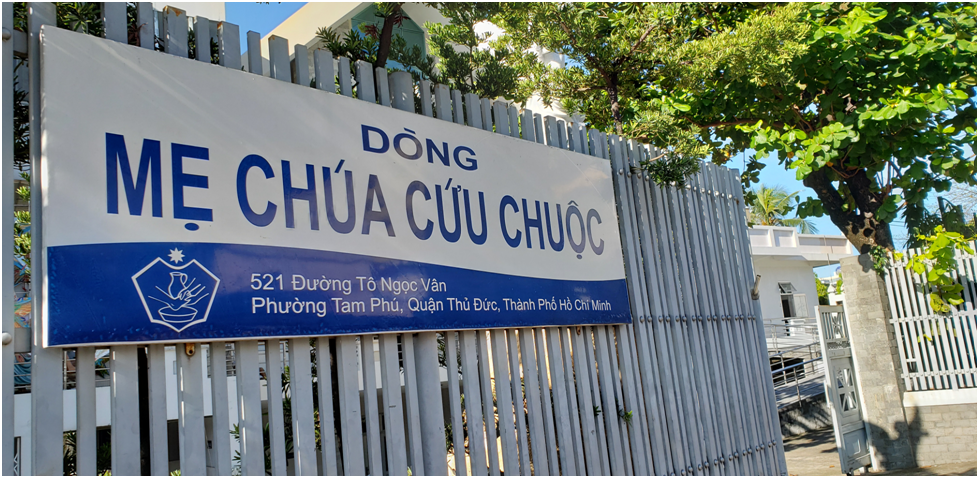 DÒNG
MẸ CHÚA CỨU CHUỘC
521 Đường Tô Ngọc Vân
Phường Tam Phú, Quận Thủ Đức, Thành Phố Hồ Chí Minh